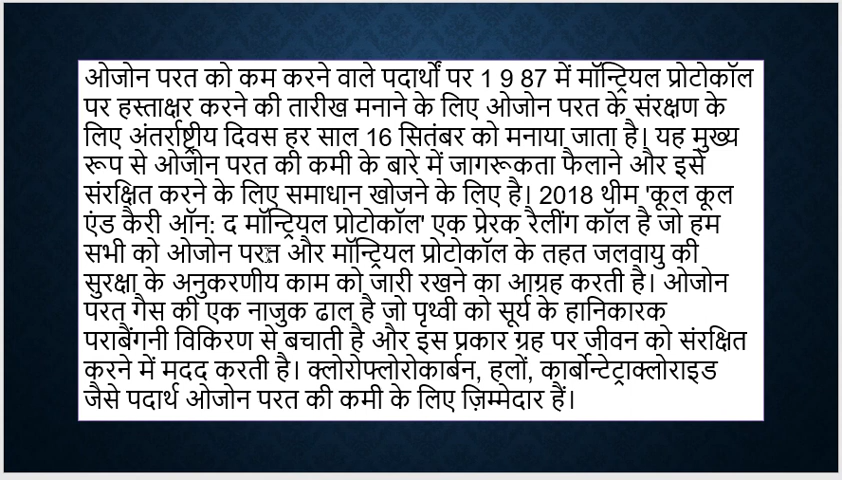 ओजोन परत को कम करने वाले पदार्थों पर 1 9 87 में मॉन्ट्रियल प्रोटोकॉल
पर हस्ताक्षर करने की तारीख मनाने के लिए ओजोन परत के संरक्षण के
लिए अंतर्राष्ट्रीय दिवस हर साल 16 सितंबर को मनाया जाता है। यह मुख्य
रूप से ओजोन परत की कमी के बारे में जागरूकता फैलाने और इसे
संरक्षित करने के लिए समाधान खोजने के लिए है। 2018 थीम 'कूल कूल
एंड कैरी ऑन: द मॉन्ट्रियल प्रोटोकॉल' एक प्रेरक रैलींग कॉल है जो हम
सभी को ओजोन परत और मॉन्ट्रियल प्रोटोकॉल के तहत जलवायु की
सुरक्षा के अनुकरणीय काम को जारी रखने का आग्रह करती है। ओजोन
परत गैस की एक नाजुक ढाल है जो पृथ्वी को सूर्य के हानिकारक
पराबैंगनी विकिरण से बचाती है और इस प्रकार ग्रह पर जीवन को संरक्षित
करने में मदद करती है। क्लोरोफ्लोरोकार्बन, हलों, कार्बोन्टेट्राक्लोराइड
जैसे पदार्थ ओजोन परत की कमी के लिए ज़िम्मेदार हैं।